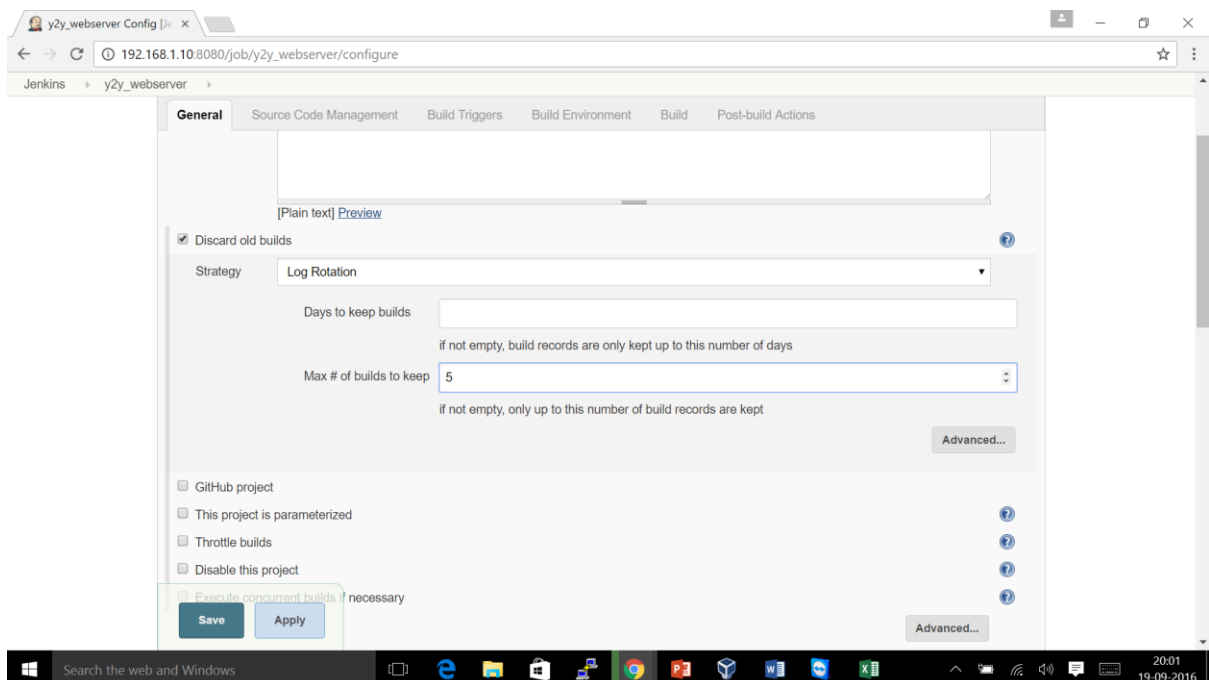 y2y_webserver Config [Je
192.168.1.10:8080/job/y2y_webserver/configure
Jenkins y2y_webserver
General Source Code Management Build Triggers Build Environment Build Post-build Actions
[Plain text] Preview
Discard old builds
Strategy Log Rotation
Days to keep builds
if not empty, build records are only kept up to this number of days
Max # of builds to keep 5
if not empty, only up to this number of build records are kept
Advanced...
GitHub project
This project is parameterized
Throttle builds
Disable this project
Execute concurrent builds if necessary
Save Apply
Advanced...
Search the web and Windows
20:01
19-09-2016